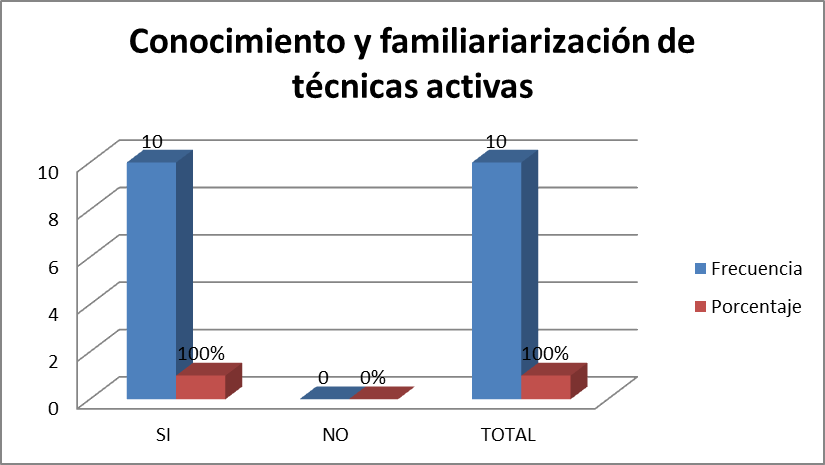 Conocimiento y familiariarización de
técnicas activas
10
8
6
4
2
0
10
100%
0
0%
10
100%
SI
NO
TOTAL
Frecuencia
Porcentaje